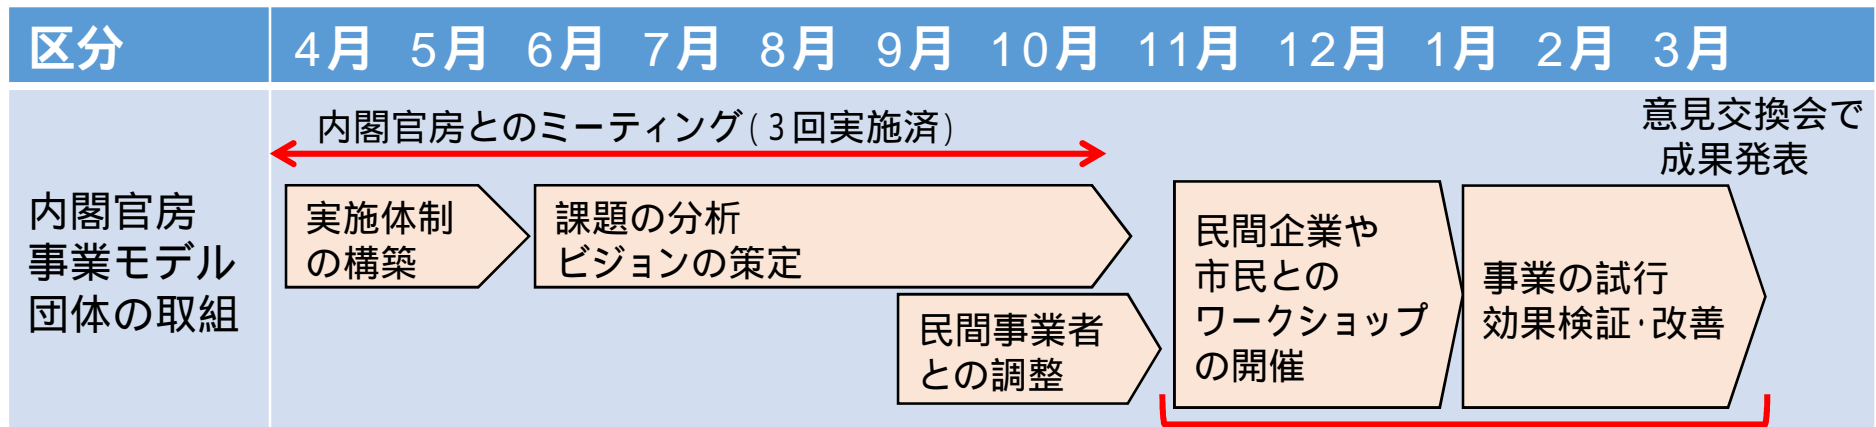 区分 4月 5月 6月 7月 8月 9月 10月 11月 12月 1月 2月 3月
内閣官房
事業モデル
団体の取組
内閣官房とのミーティング(3回実施済)
実施体制
の構築
課題の分析
ビジョンの策定
民間事業者
との調整
民間企業や
市民との
ワークショップ
の開催
事業の試行
効果検証・改善
意見交換会で
成果発表